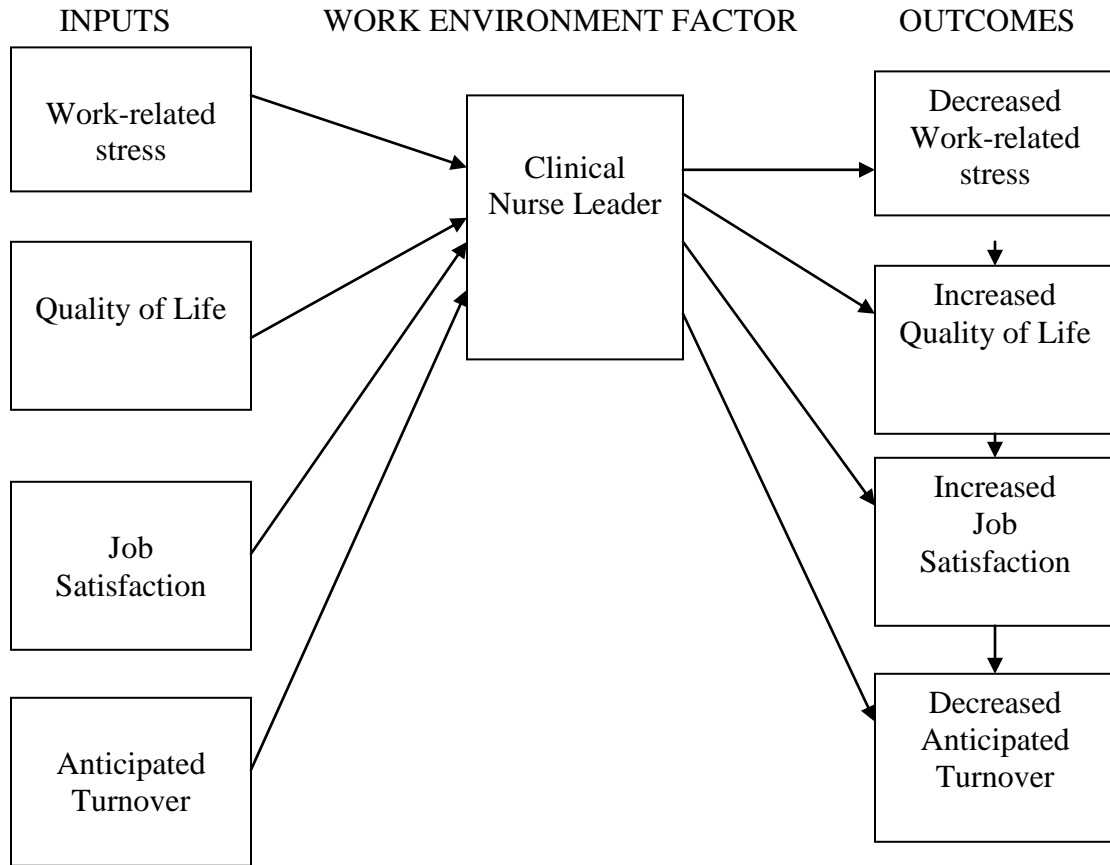 INPUTS
WORK ENVIRONMENT FACTOR
OUTCOMES
Work-related
stress
Quality of Life
Job
Satisfaction
Anticipated
Turnover
Clinical
Nurse Leader
Decreased
Work-related
stress
Increased
Quality of Life
Increased
Job
Satisfaction
Decreased
Anticipated
Turnover